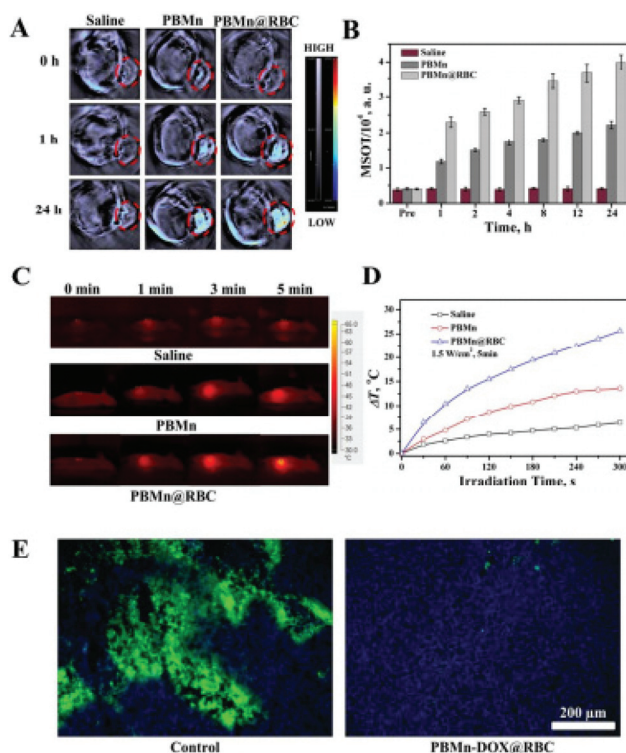 A
Saline PBMn PBMn@RBC
0 h
1 h
24 h
HIGH
LOW
B
MSOT/10⁴, a. u.
Saline
PBMn
PBMn@RBC
4
3
2
1
0
Pre 1 2 4 8 12 24
Time, h
C
0 min 1 min 3 min 5 min
Saline
PBMn
PBMn@RBC
65.0
°C
D
ΔT, °C
Saline
PBMn
PBMn@RBC
1.5 W/cm², 5min
30
25
20
15
10
5
0
0 60 120 180 240 300
Irradiation Time, s
E
200 μm
Control PBMn-DOX@RBC